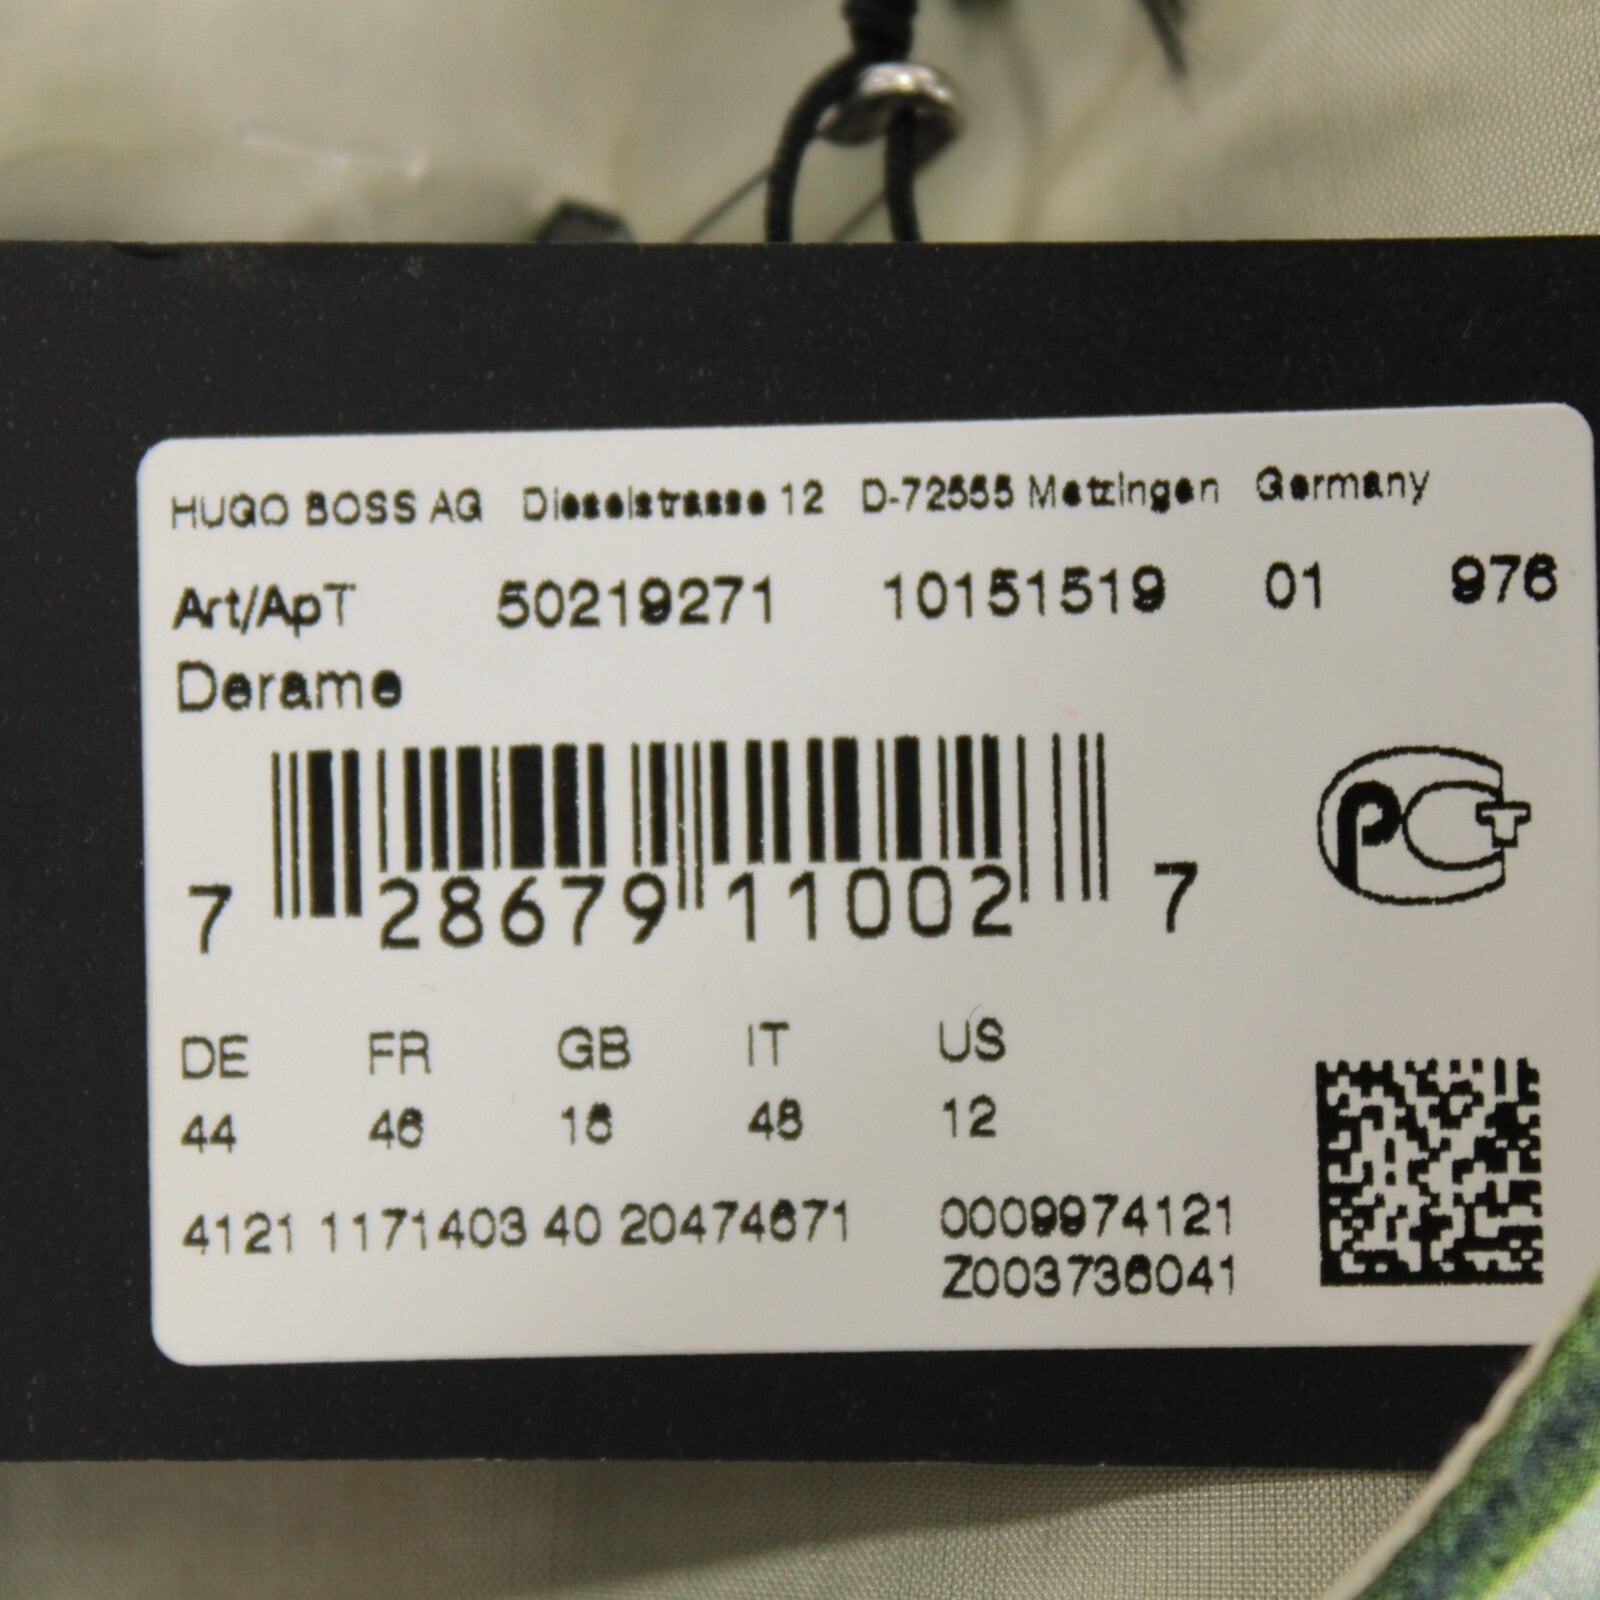 HUGO BOSS AG Dieselstrasse 12 D-72555 Metzingen Germany
Art/ApT 50219271 10151519 01 976
Derame
7 28679 11002 7
DE FR GB IT US
44 46 16 48 12
4121 1171403 40 20474671 0009974121
Z003736041
PCT